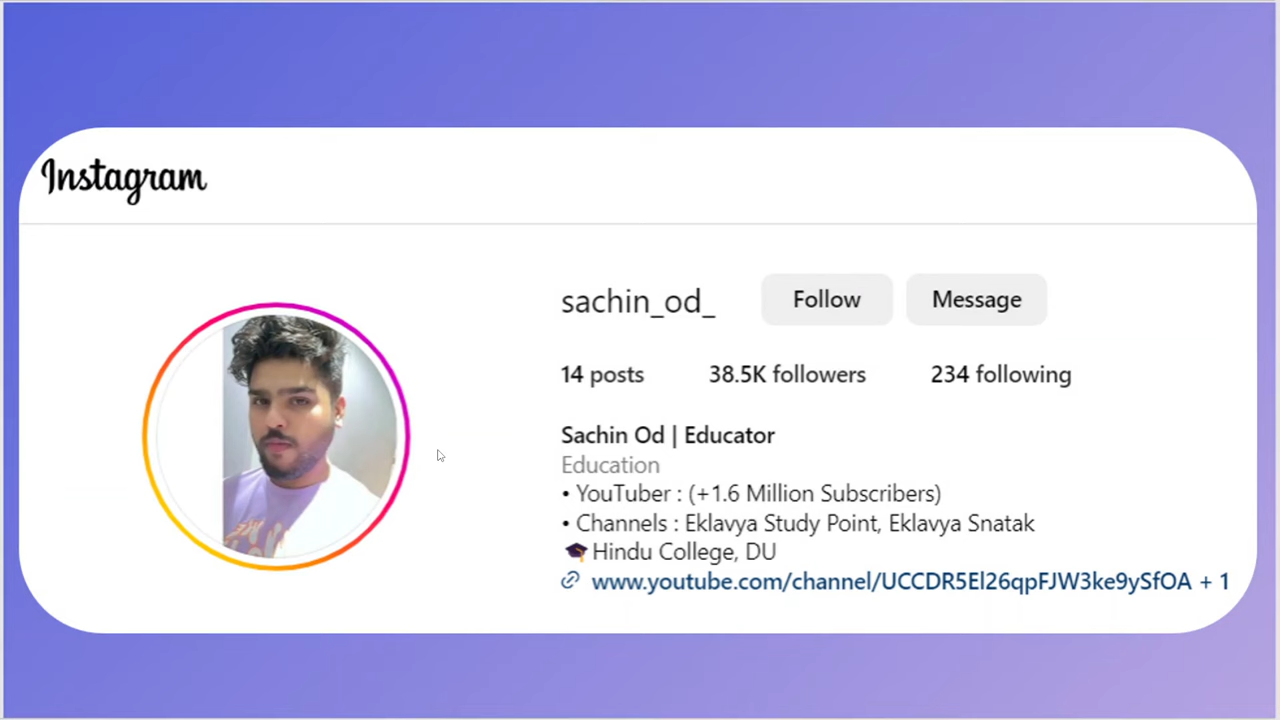 Instagram
sachin_od_ Follow Message
14 posts 38.5K followers 234 following
Sachin Od | Educator
Education
• YouTuber : (+1.6 Million Subscribers)
• Channels : Eklavya Study Point, Eklavya Snatak
🎓Hindu College, DU
www.youtube.com/channel/UCCDR5El26qpFJW3ke9ySfOA + 1